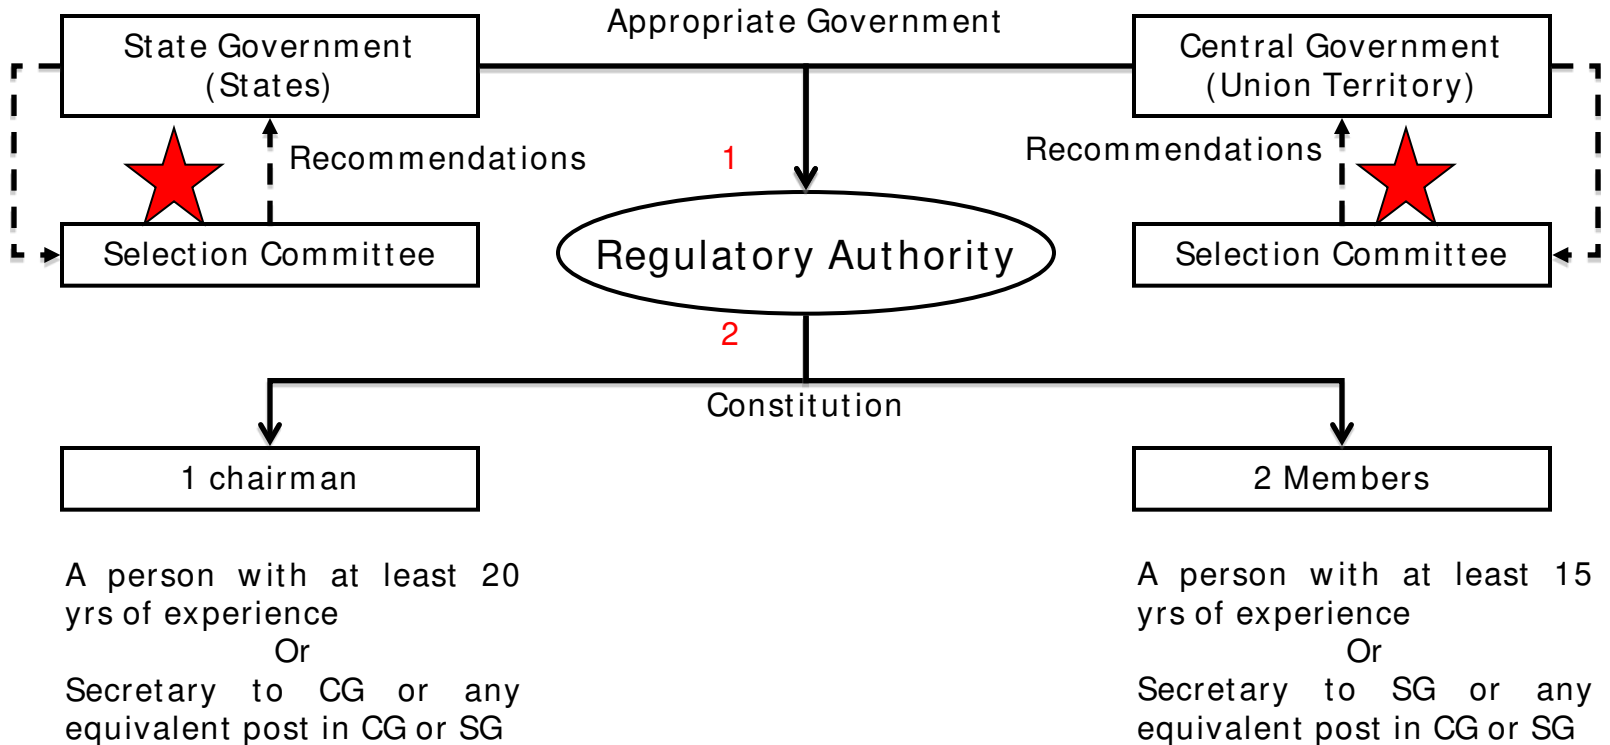 Appropriate Government
State Government
(States)
Central Government
(Union Territory)
Recommendations
1
Recommendations
Selection Committee
Regulatory Authority
Selection Committee
2
Constitution
1 chairman
2 Members
A person with at least 20
yrs of experience
Or
Secretary to CG or any
equivalent post in CG or SG
A person with at least 15
yrs of experience
Or
Secretary to SG or any
equivalent post in CG or SG